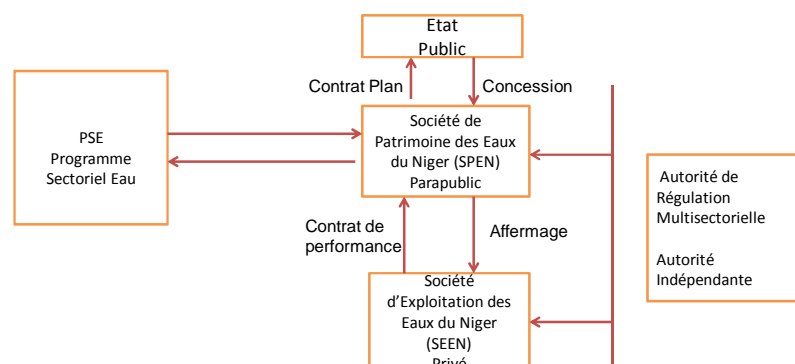 Etat
Public
Contrat Plan
Concession
PSE
Programme
Sectoriel Eau
Société de
Patrimoine des Eaux
du Niger (SPEN)
Parapublic
Contrat de
performance
Affermage
Autorité de
Régulation
Multisectorielle
Autorité
Indépendante
Société
d’Exploitation des
Eaux du Niger
(SEEN)
Privé